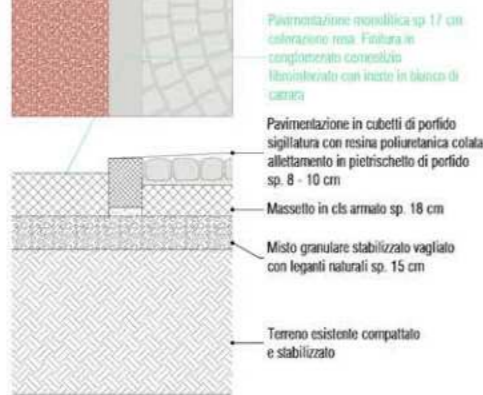 Pavimentazione monolitica sp 17 cm
colorazione rosa. Finitura in
conglomerato cementizio
fibrorinforzato con inerte in bianco di
carrara
Pavimentazione in cubetti di porfido
sigillatura con resina poliuretanica colata
allettamento in pietrischetto di porfido
sp. 8 - 10 cm
Massetto in cls armato sp. 18 cm
Misto granulare stabilizzato vagliato
con leganti naturali sp. 15 cm
Terreno esistente compattato
e stabilizzato